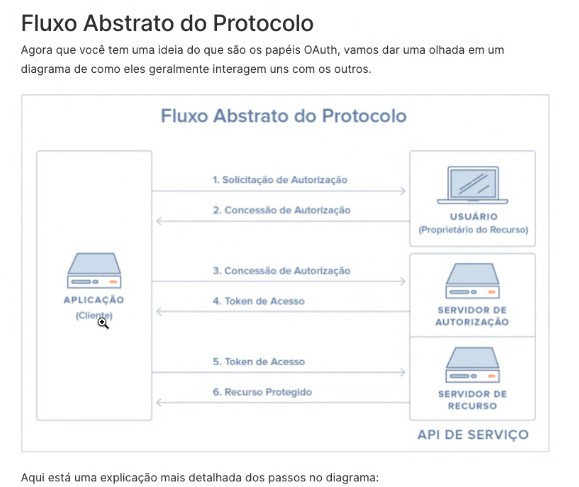 Fluxo Abstrato do Protocolo
Agora que você tem uma ideia do que são os papéis OAuth, vamos dar uma olhada em um
diagrama de como eles geralmente interagem uns com os outros.
Fluxo Abstrato do Protocolo
1. Solicitação de Autorização
2. Concessão de Autorização
USUÁRIO
(Proprietário do Recurso)
3. Concessão de Autorização
4. Token de Acesso
APLICAÇÃO
(Cliente)
SERVIDOR DE
AUTORIZAÇÃO
5. Token de Acesso
6. Recurso Protegido
SERVIDOR DE
RECURSO
API DE SERVIÇO
Aqui está uma explicação mais detalhada dos passos no diagrama: